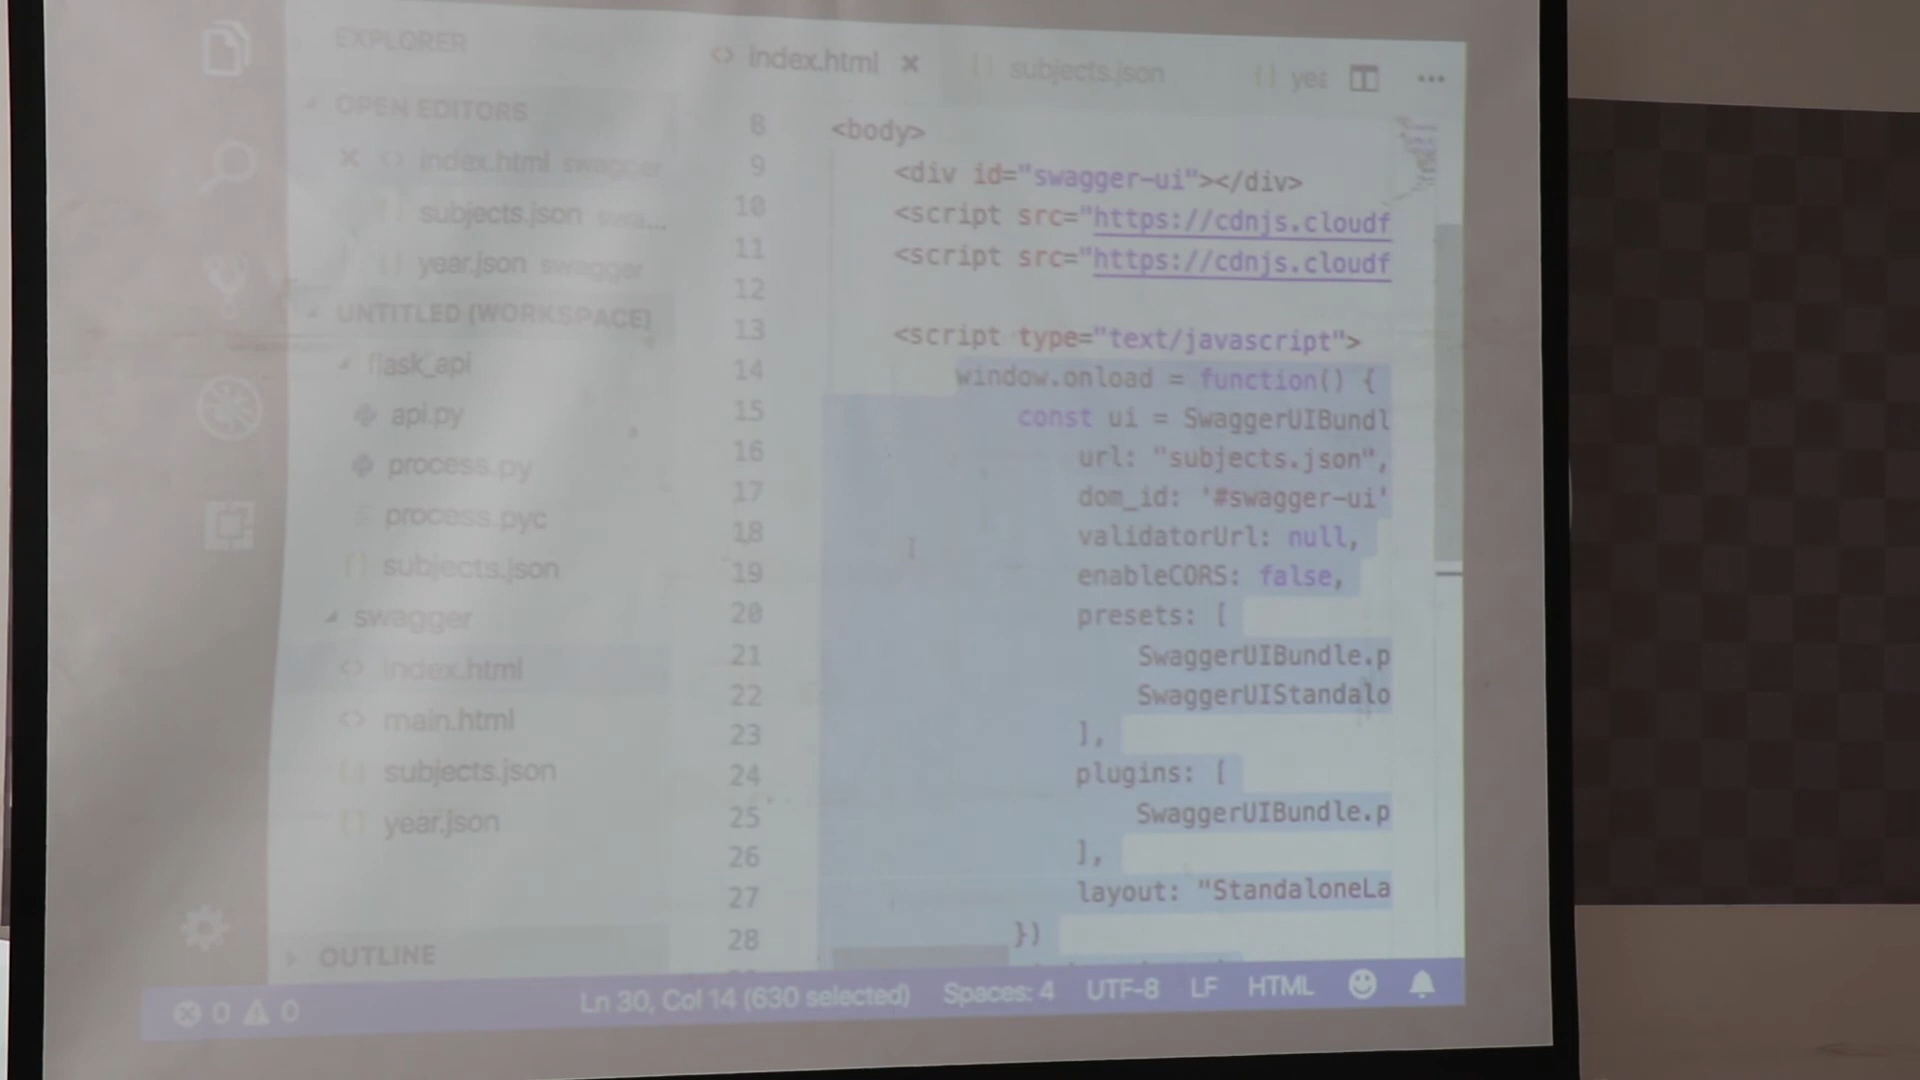 EXPLORER
OPEN EDITORS
index.html swagger
subjects.json swa...
year.json swagger
UNTITLED (WORKSPACE)
flask_api
api.py
process.py
process.pyc
subjects.json
swagger
index.html
main.html
subjects.json
year.json
OUTLINE
index.html
subjects.json
8 <body>
9 <div id="swagger-ui"></div>
10 <script src="https://cdnjs.cloudf
11 <script src="https://cdnjs.cloudf
12
13 <script type="text/javascript">
14 window.onload = function() {
15 const ui = SwaggerUIBundl
16 url: "subjects.json",
17 dom_id: '#swagger-ui'
18 validatorUrl: null,
19 enableCORS: false,
20 presets: [
21 SwaggerUIBundle.p
22 SwaggerUIStandalo
23 ],
24 plugins: [
25 SwaggerUIBundle.p
26 ],
27 layout: "StandaloneLa
28 })
0 0 Ln 30, Col 14 (630 selected) Spaces: 4 UTF-8 LF HTML